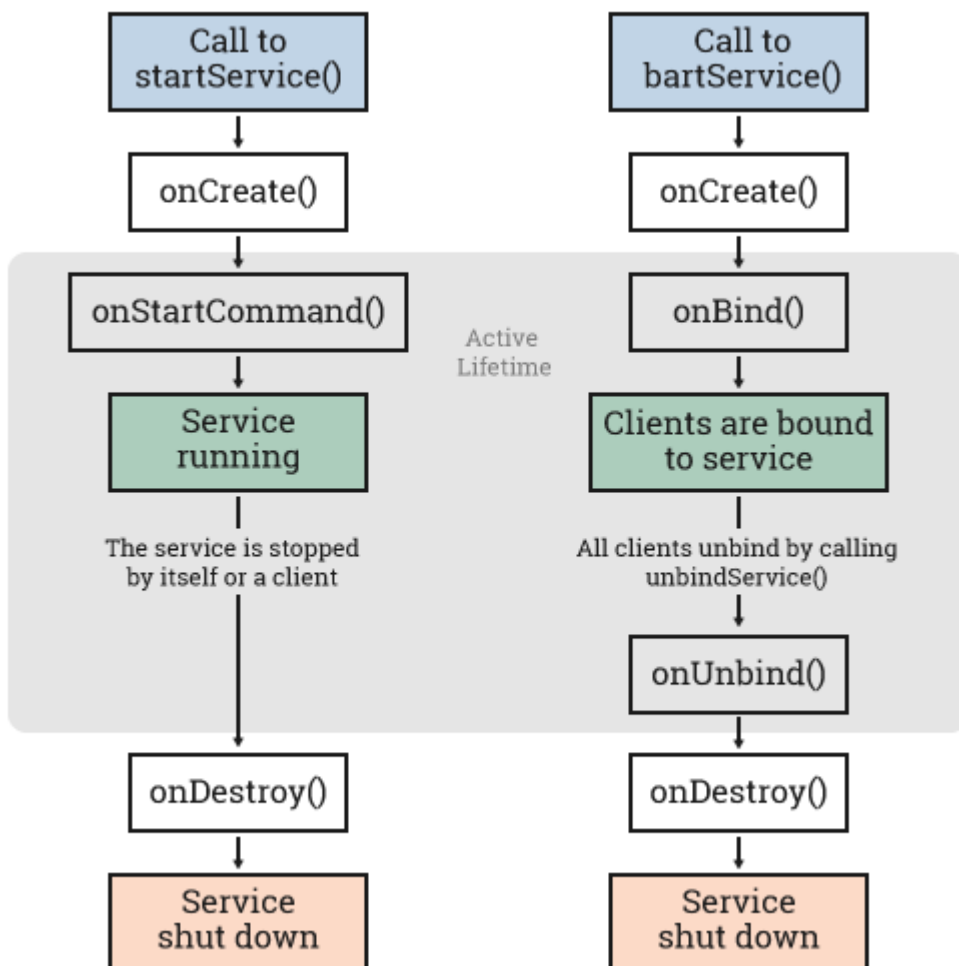 Call to
startService()
onCreate()
onStartCommand()
Service
running
The service is stopped
by itself or a client
onDestroy()
Service
shut down
Active
Lifetime
Call to
bartService()
onCreate()
onBind()
Clients are bound
to service
All clients unbind by calling
unbindService()
onUnbind()
onDestroy()
Service
shut down